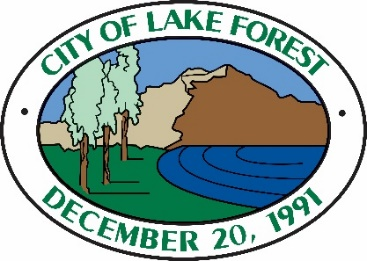 CITY OF LAKE FOREST
DECEMBER 20, 1991